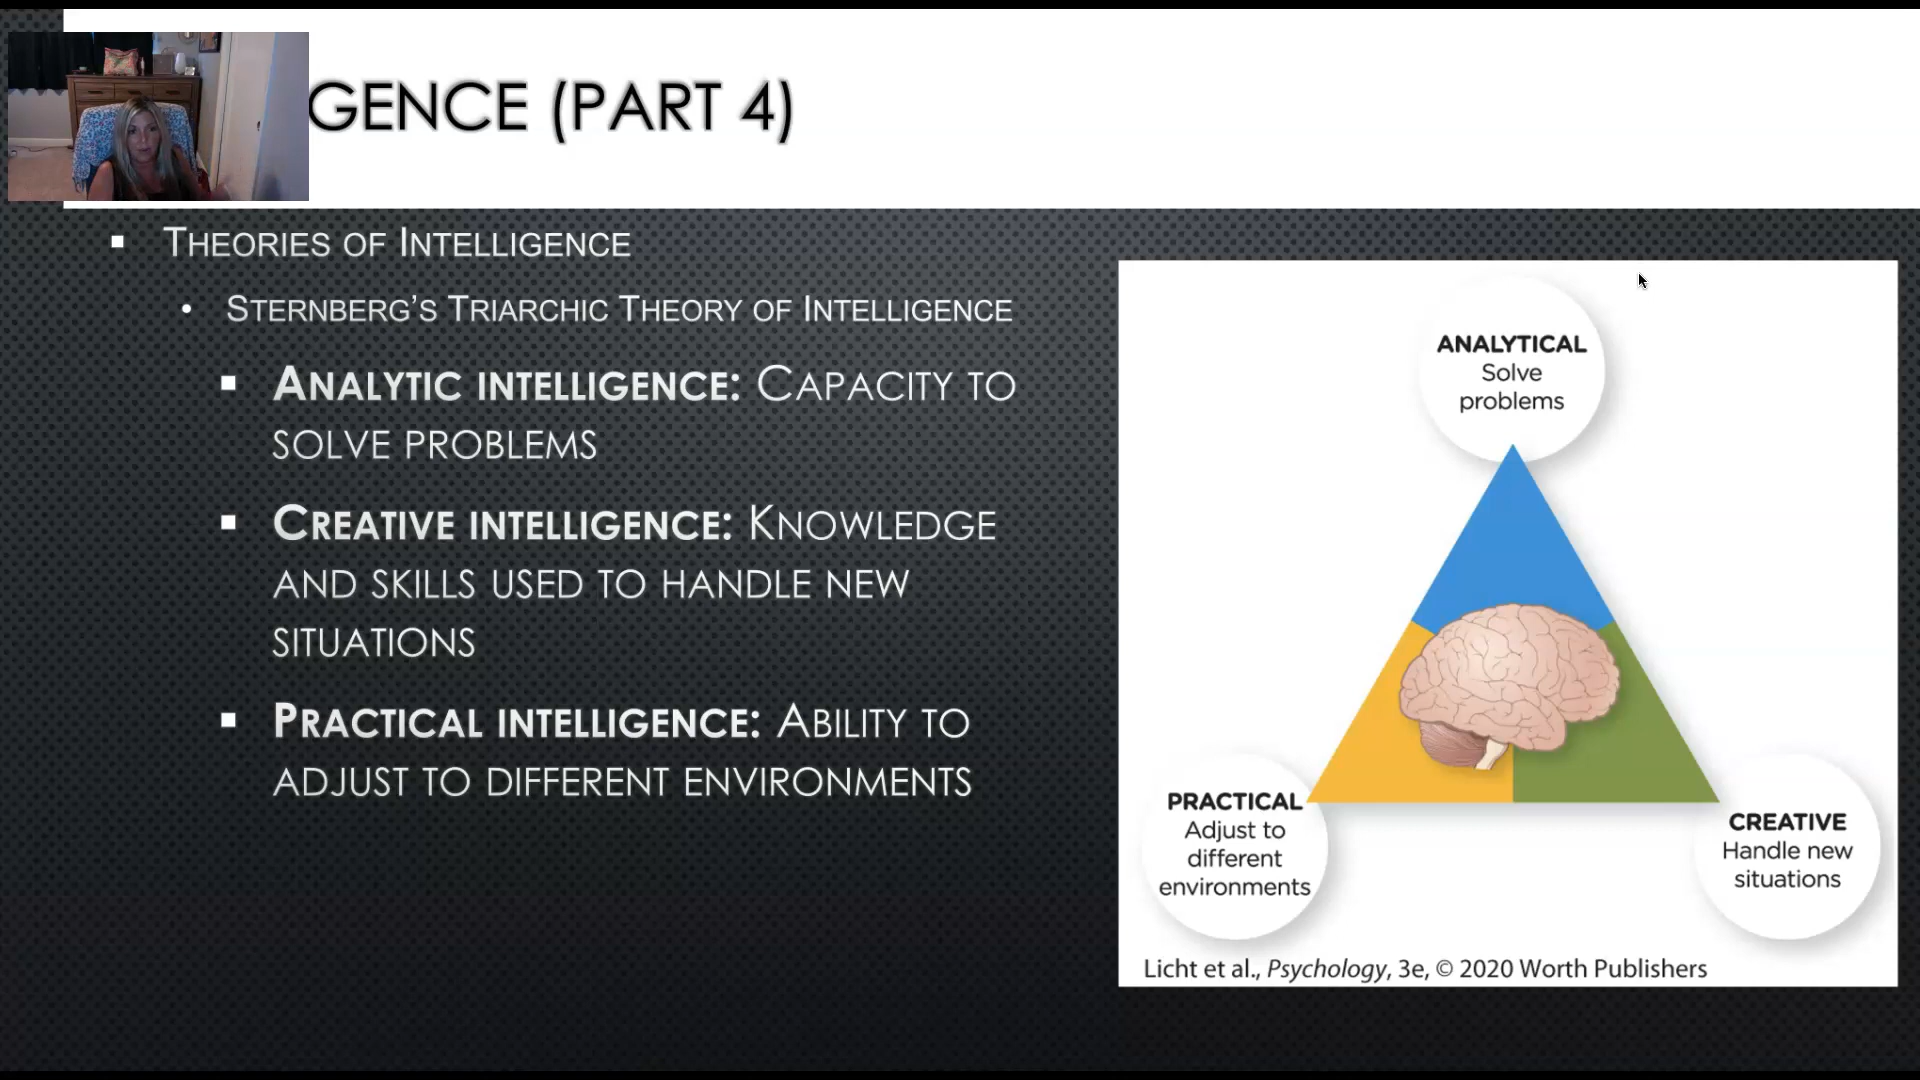 GENCE (PART 4)
THEORIES OF INTELLIGENCE
STERNBERG'S TRIARCHIC THEORY OF INTELLIGENCE
ANALYTIC INTELLIGENCE: CAPACITY TO
SOLVE PROBLEMS
CREATIVE INTELLIGENCE: KNOWLEDGE
AND SKILLS USED TO HANDLE NEW
SITUATIONS
PRACTICAL INTELLIGENCE: ABILITY TO
ADJUST TO DIFFERENT ENVIRONMENTS
ANALYTICAL
Solve
problems
PRACTICAL
Adjust to
different
environments
CREATIVE
Handle new
situations
Licht et al., Psychology, 3e, © 2020 Worth Publishers